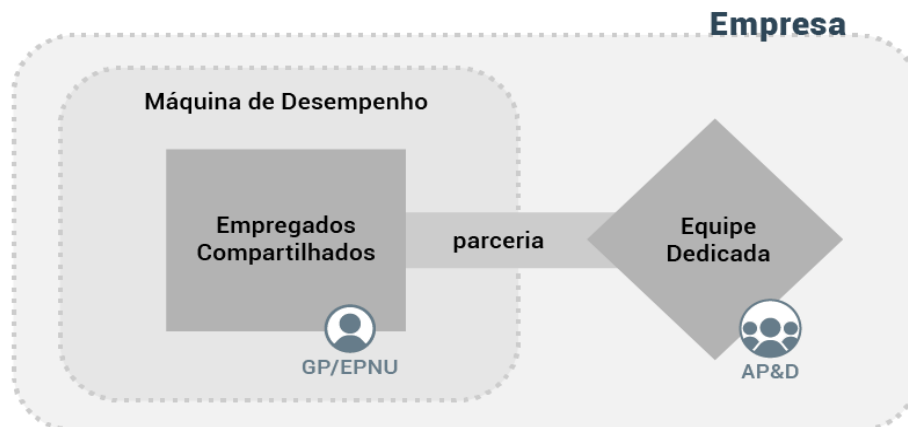 Empresa
Máquina de Desempenho
Empregados
Compartilhados
parceria
Equipe
Dedicada
GP/EPNU
AP&D